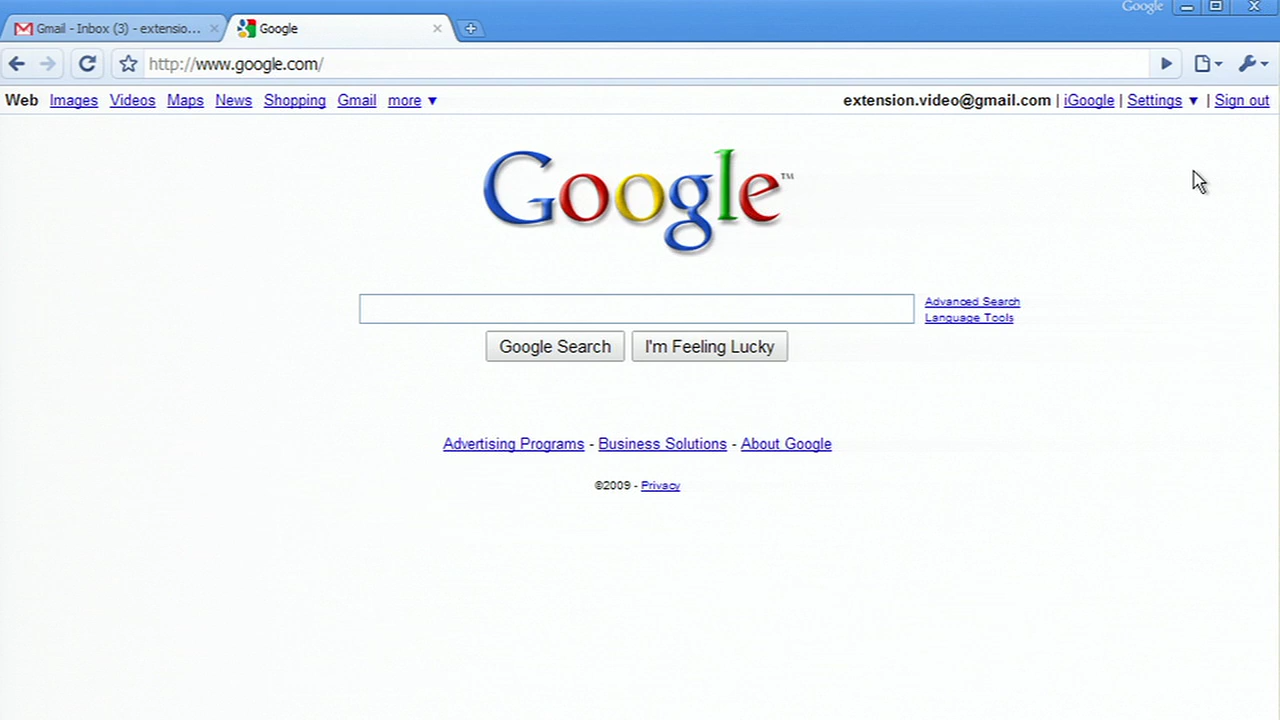 Google
Gmail - Inbox (3) - extensio...
Google
http://www.google.com/
Web Images Videos Maps News Shopping Gmail more ▼
extension.video@gmail.com | iGoogle | Settings ▼ | Sign out
Google™
Advanced Search
Language Tools
Google Search I'm Feeling Lucky
Advertising Programs - Business Solutions - About Google
©2009 - Privacy